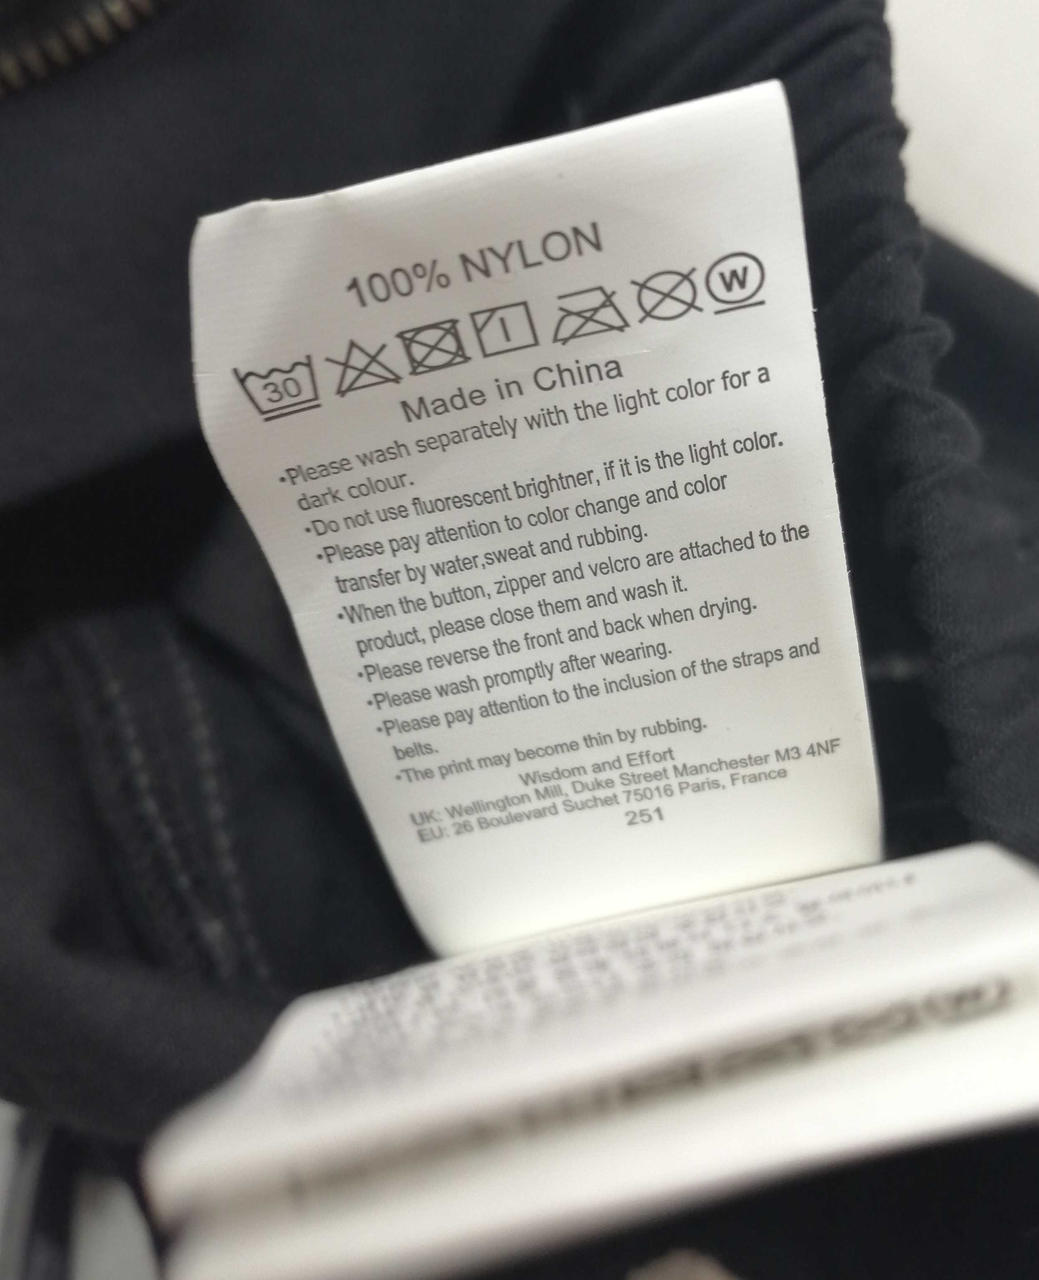 100% NYLON
30 W
Made in China
•Please wash separately with the light color for a
dark colour.
•Do not use fluorescent brightner, if it is the light color.
•Please pay attention to color change and color
transfer by water,sweat and rubbing.
•When the button, zipper and velcro are attached to the
product, please close them and wash it.
•Please reverse the front and back when drying.
•Please wash promptly after wearing.
•Please pay attention to the inclusion of the straps and
belts.
•The print may become thin by rubbing.
Wisdom and Effort
UK: Wellington Mill, Duke Street Manchester M3 4NF
EU: 26 Boulevard Suchet 75016 Paris, France
251